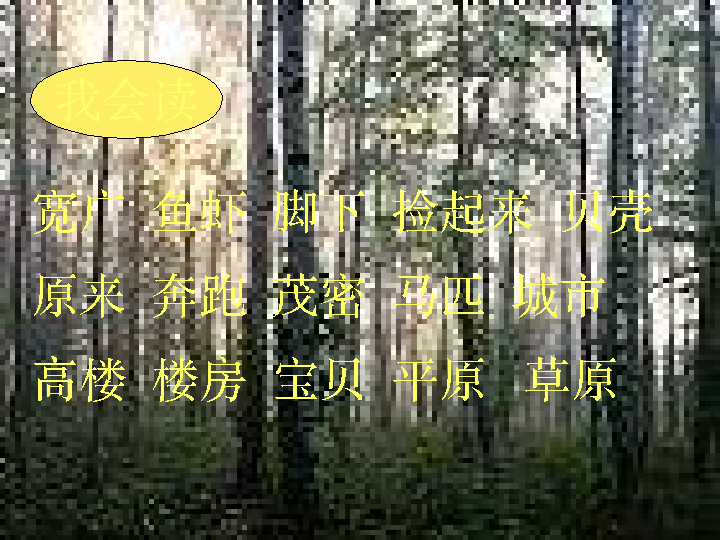 我会读
宽广 鱼虾 脚下 捡起来 贝壳
原来 奔跑 茂密 马匹 城市
高楼 楼房 宝贝 平原 草原